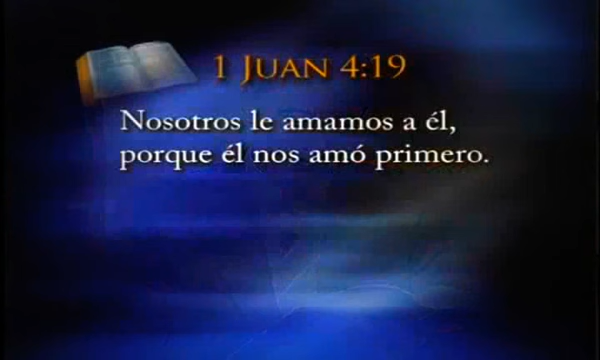 1 Juan 4:19
Nosotros le amamos a él,
porque él nos amó primero.